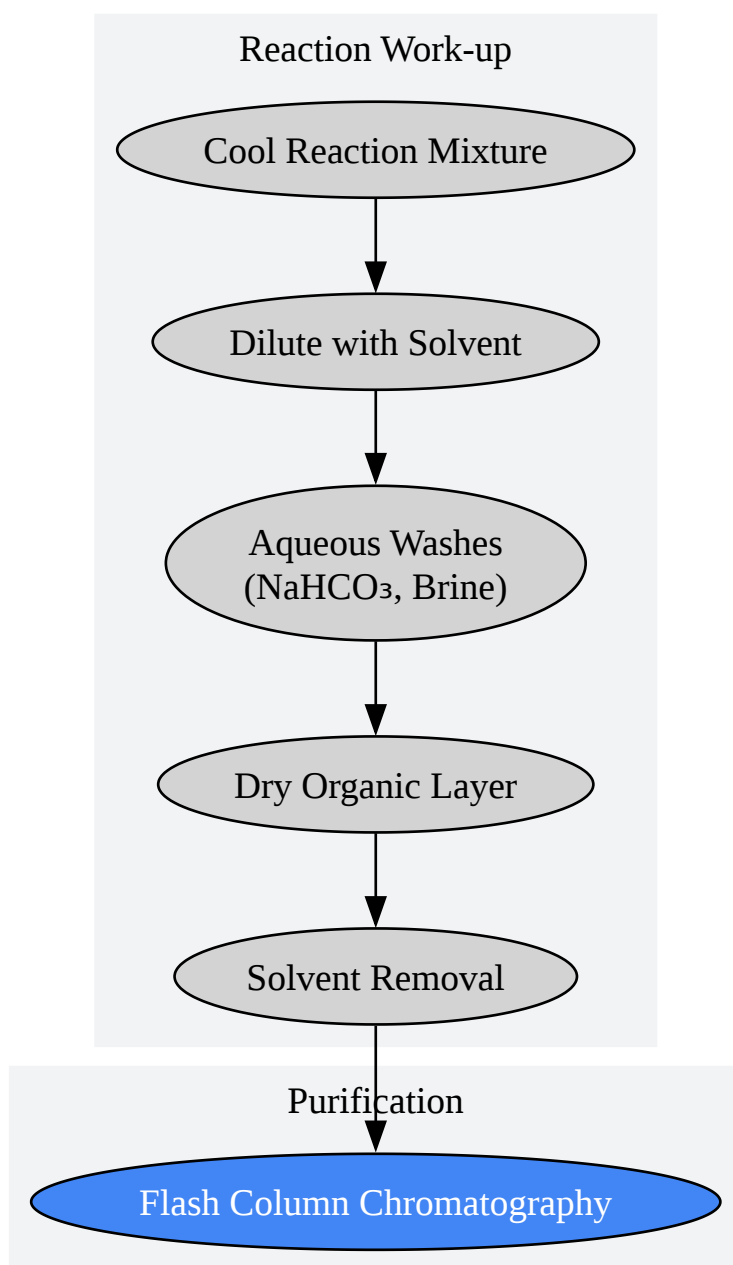 Reaction Work-up
Cool Reaction Mixture
Dilute with Solvent
Aqueous Washes
(NaHCO₃, Brine)
Dry Organic Layer
Solvent Removal
Purification
Flash Column Chromatography